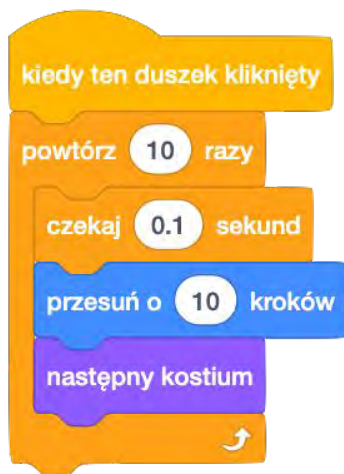 kiedy ten duszek kliknięty
powtórz 10 razy
czekaj 0.1 sekund
przesuń o 10 kroków
następny kostium